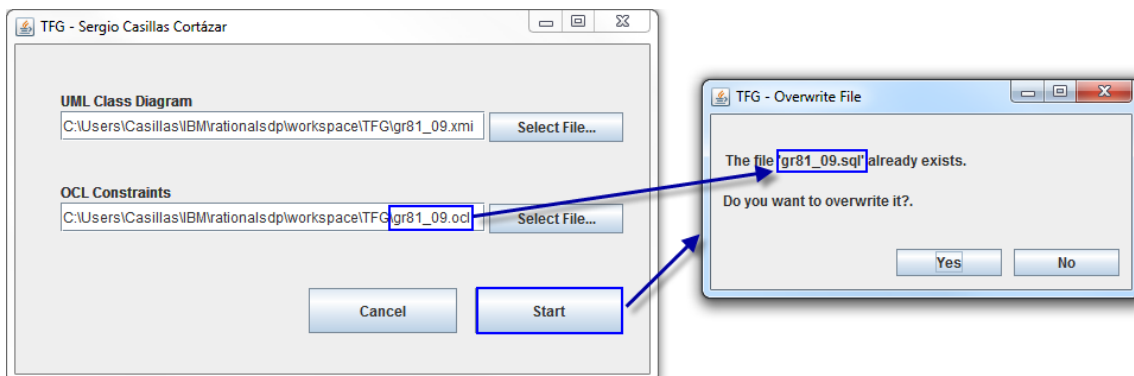 TFG - Sergio Casillas Cortázar
UML Class Diagram
C:\Users\Casillas\IBM\rationalsdp\workspace\TFG\gr81_09.xmi
Select File...
OCL Constraints
C:\Users\Casillas\IBM\rationalsdp\workspace\TFG\gr81_09.ocl
Select File...
Cancel
Start
TFG - Overwrite File
The file 'gr81_09.sql' already exists.
Do you want to overwrite it?.
Yes
No